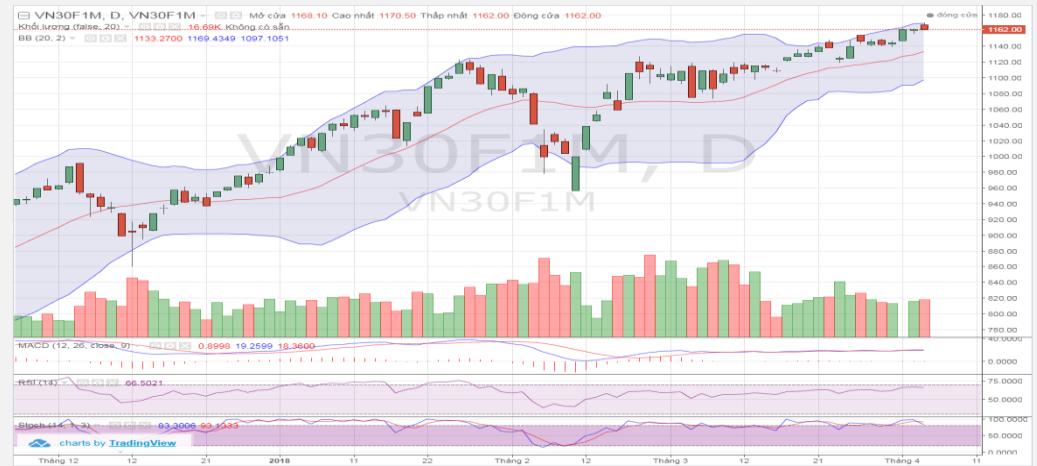 VN30F1M, D, VN30F1M Mở cửa 1168.10 Cao nhất 1170.50 Thấp nhất 1162.00 Đóng cửa 1162.00
Khối lượng (false, 20) 16.69K Không có sẵn
BB (20, 2) 1133.2700 1169.4349 1097.1051
đóng cửa
1180.00
1162.00
1140.00
1120.00
1100.00
1080.00
1060.00
1040.00
1020.00
1000.00
980.00
960.00
940.00
920.00
900.00
880.00
860.00
840.00
820.00
800.00
780.00
VN30F1M, D
VN30F1M
MACD (12, 26, close, 9) 0.8998 19.2599 18.3600
40.0000
0.0000
RSI (14) 66.5021
75.0000
50.0000
Stoch (14, 1, 3) 83.3006 93.1333
100.0000
50.0000
0.0000
charts by TradingView
Tháng 12 12 21 2018 11 22 Tháng 2 12 Tháng 3 12 21 Tháng 4 11